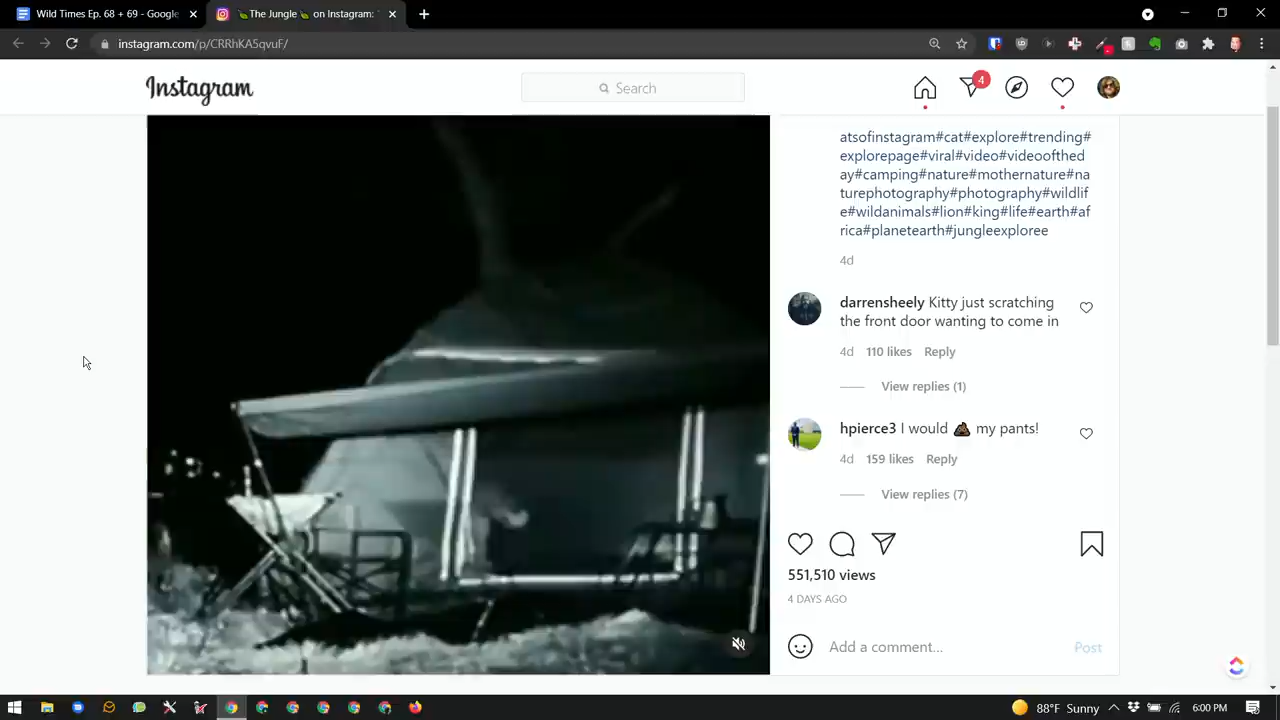 Wild Times Ep. 68 + 69 - Google
The Jungle on Instagram:
instagram.com/p/CRRhKA5qvuF/
Instagram
Search
4
atsofinstagram#cat#explore#trending#
explorepage#viral#video#videoofthed
ay#camping#nature#mothernature#na
turephotography#photography#wildlif
e#wildanimals#lion#king#life#earth#af
rica#planetearth#jungleexploree
4d
darrensheely Kitty just scratching
the front door wanting to come in
4d 110 likes Reply
View replies (1)
hpierce3 I would 💩 my pants!
4d 159 likes Reply
View replies (7)
551,510 views
4 DAYS AGO
Add a comment...
Post
88°F Sunny
6:00 PM